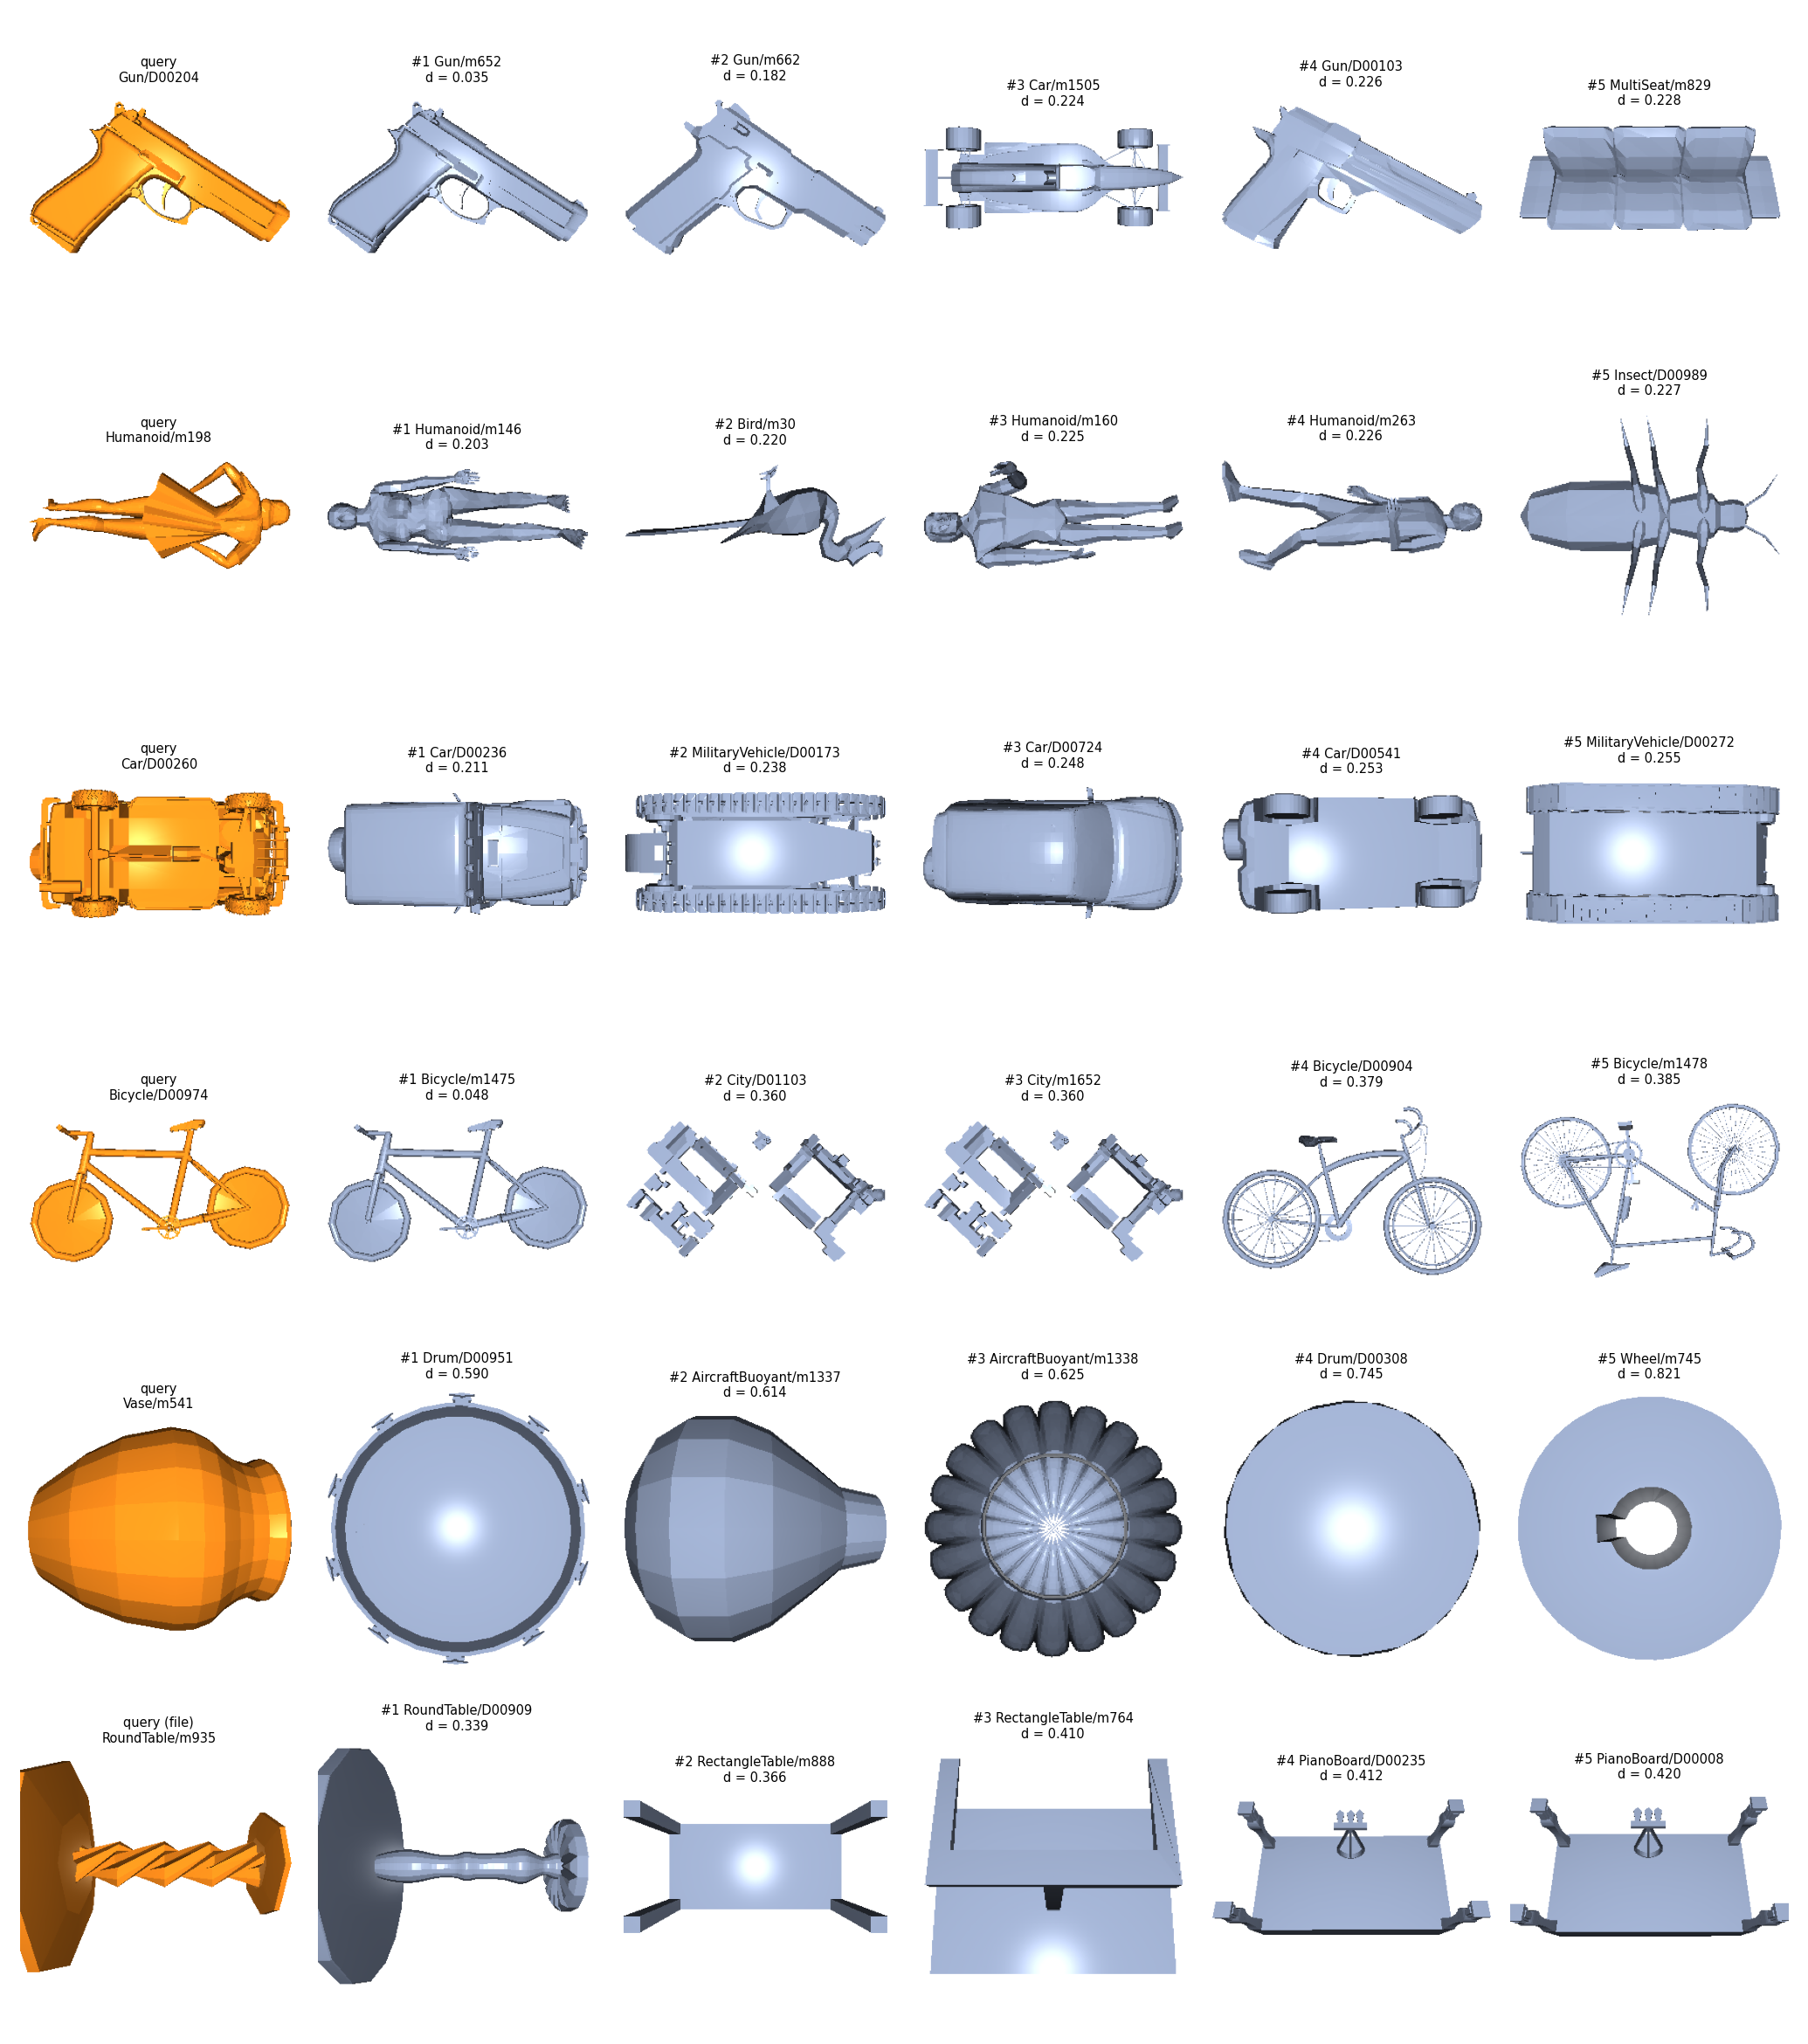 query
Gun/D00204
#1 Gun/m652
d = 0.035
#2 Gun/m662
d = 0.182
#3 Car/m1505
d = 0.224
#4 Gun/D00103
d = 0.226
#5 MultiSeat/m829
d = 0.228
query
Humanoid/m198
#1 Humanoid/m146
d = 0.203
#2 Bird/m30
d = 0.220
#3 Humanoid/m160
d = 0.225
#4 Humanoid/m263
d = 0.226
#5 Insect/D00989
d = 0.227
query
Car/D00260
#1 Car/D00236
d = 0.211
#2 MilitaryVehicle/D00173
d = 0.238
#3 Car/D00724
d = 0.248
#4 Car/D00541
d = 0.253
#5 MilitaryVehicle/D00272
d = 0.255
query
Bicycle/D00974
#1 Bicycle/m1475
d = 0.048
#2 City/D01103
d = 0.360
#3 City/m1652
d = 0.360
#4 Bicycle/D00904
d = 0.379
#5 Bicycle/m1478
d = 0.385
query
Vase/m541
#1 Drum/D00951
d = 0.590
#2 AircraftBuoyant/m1337
d = 0.614
#3 AircraftBuoyant/m1338
d = 0.625
#4 Drum/D00308
d = 0.745
#5 Wheel/m745
d = 0.821
query (file)
RoundTable/m935
#1 RoundTable/D00909
d = 0.339
#2 RectangleTable/m888
d = 0.366
#3 RectangleTable/m764
d = 0.410
#4 PianoBoard/D00235
d = 0.412
#5 PianoBoard/D00008
d = 0.420